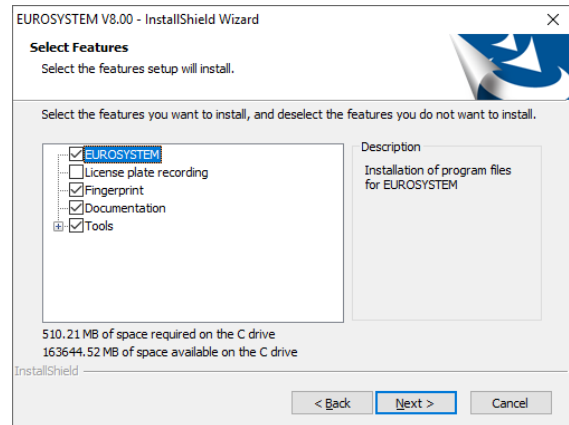 EUROSYSTEM V8.00 - InstallShield Wizard
Select Features
Select the features setup will install.
Select the features you want to install, and deselect the features you do not want to install.
EUROSYSTEM
License plate recording
Fingerprint
Documentation
Tools
Description
Installation of program files
for EUROSYSTEM
510.21 MB of space required on the C drive
163644.52 MB of space available on the C drive
InstallShield
< Back
Next >
Cancel